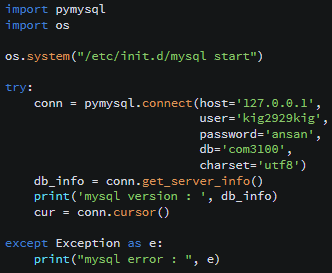 import pymysql
import os
os.system("/etc/init.d/mysql start")
try:
    conn = pymysql.connect(host='127.0.0.1',
                           user='kig2929kig',
                           password='ansan',
                           db='com3100',
                           charset='utf8')
    db_info = conn.get_server_info()
    print('mysql version : ', db_info)
    cur = conn.cursor()
except Exception as e:
    print("mysql error : ", e)